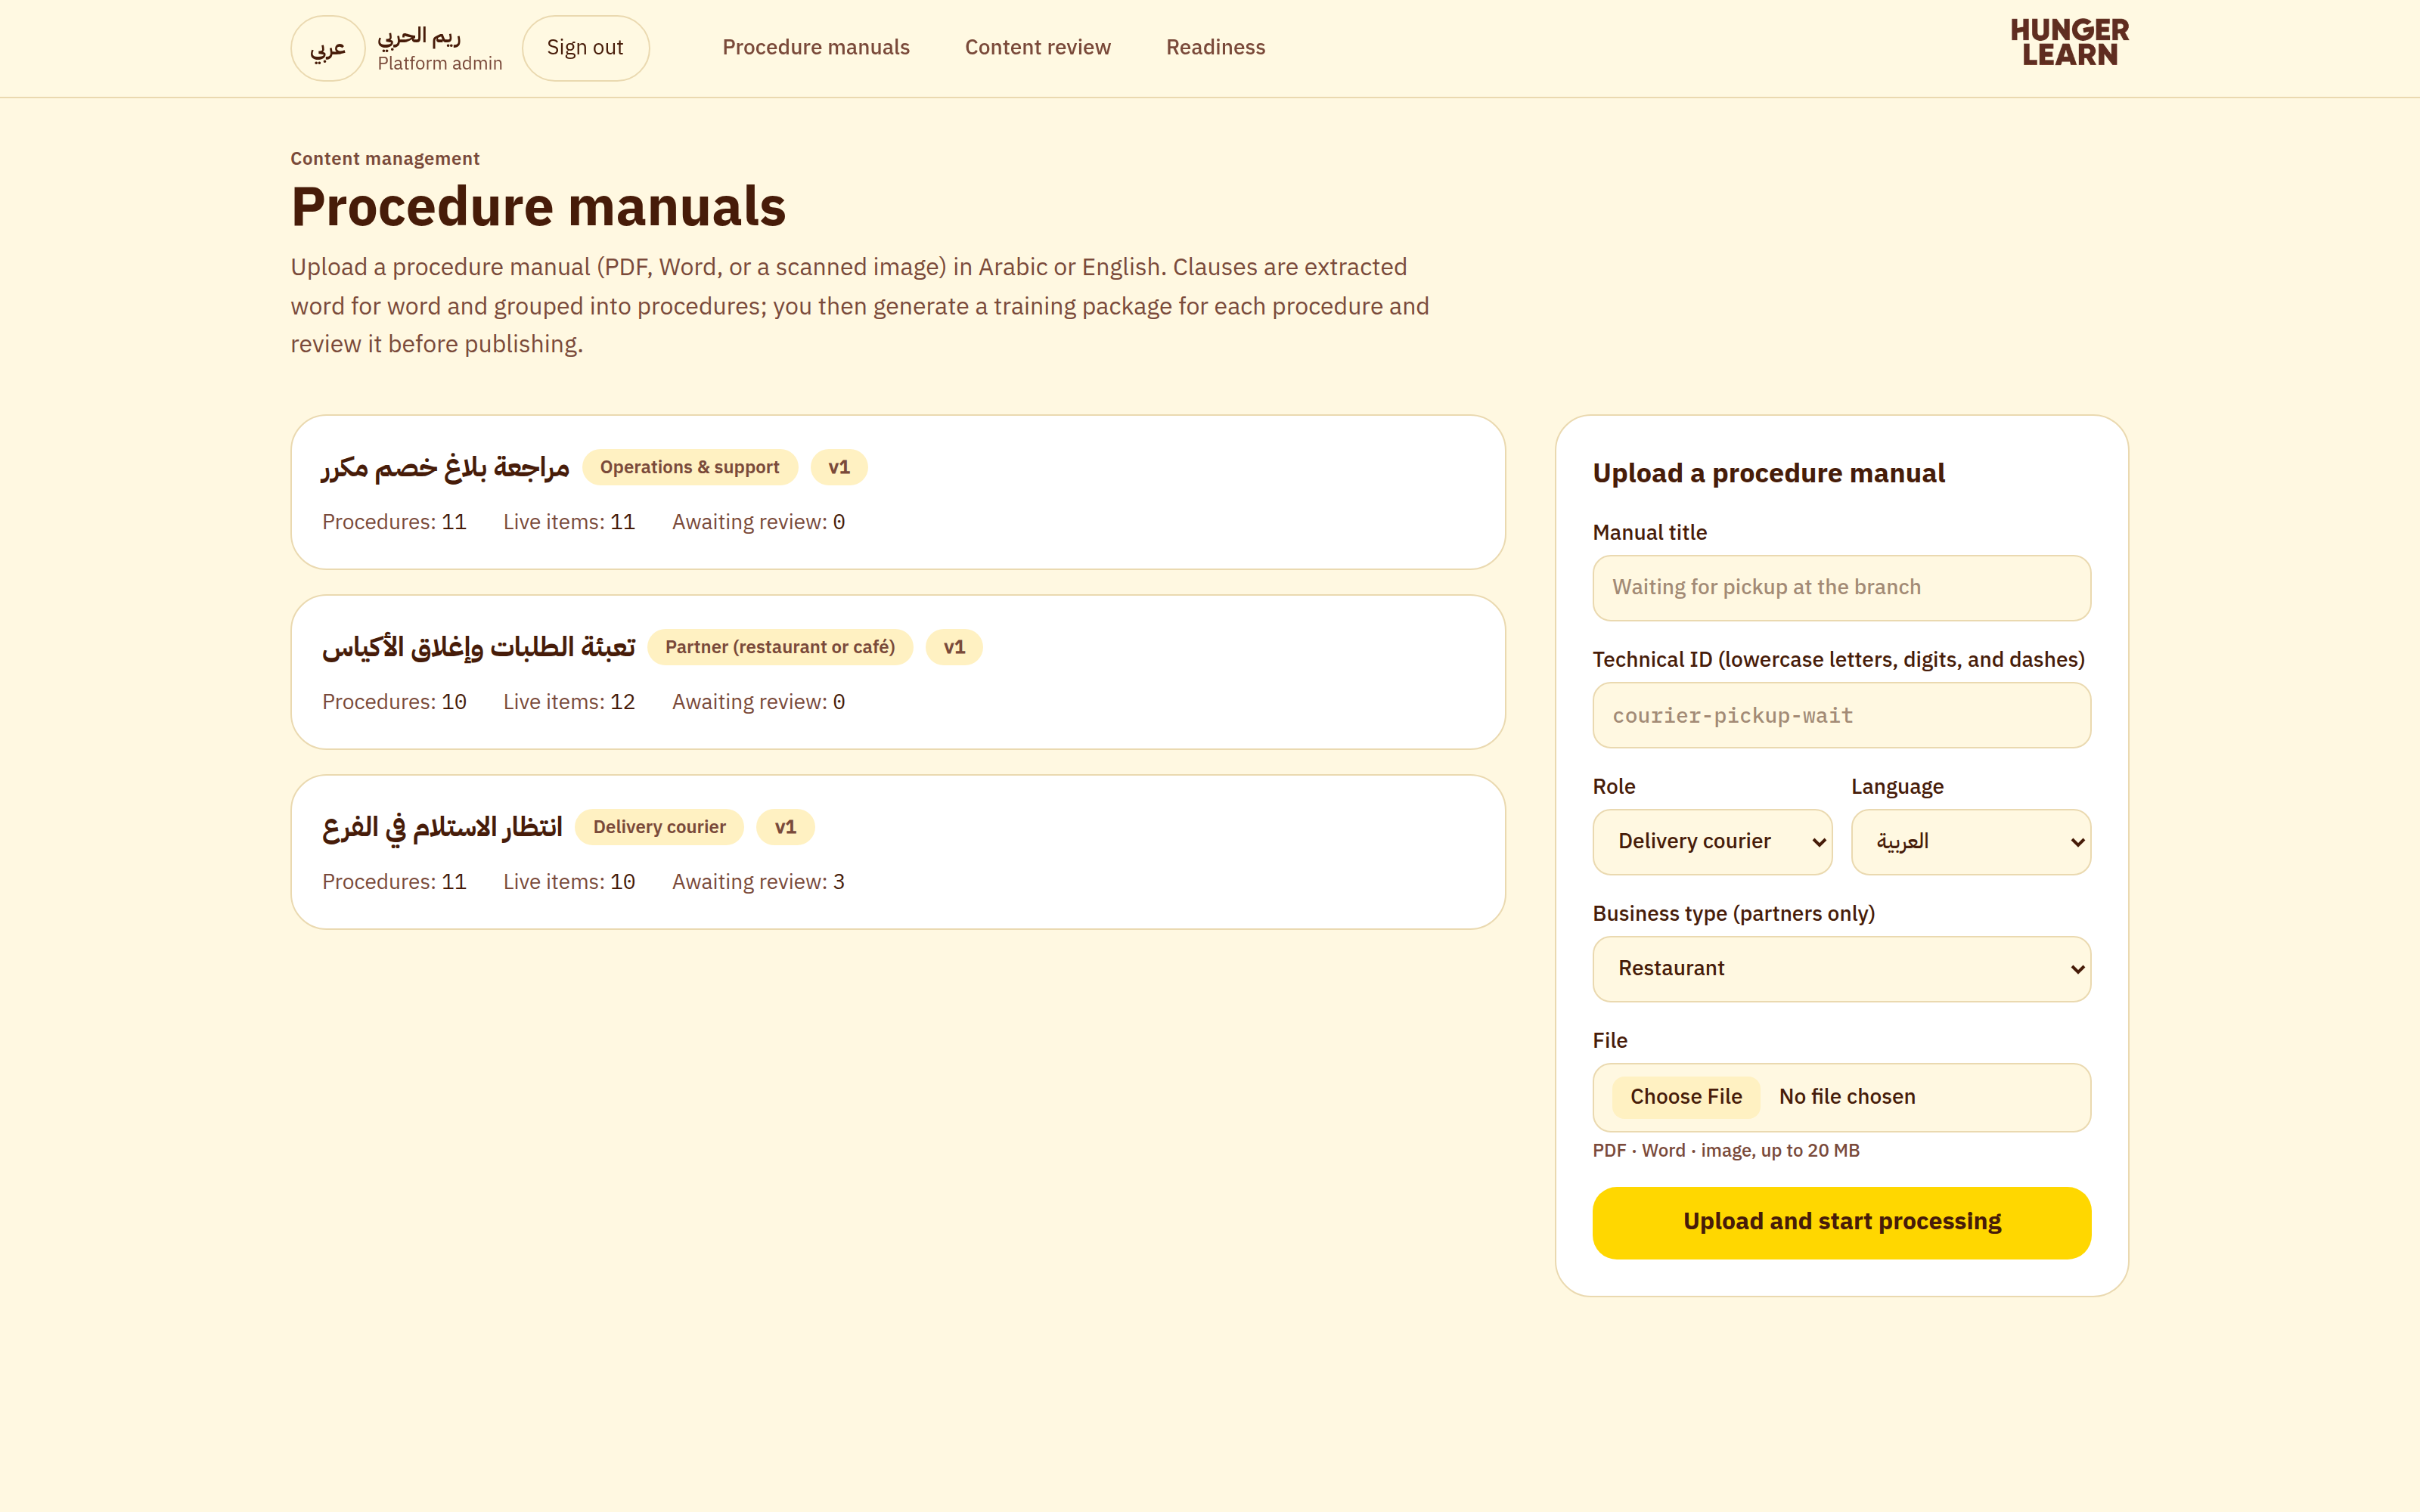 عربي
ريم الحربي
Platform admin
Sign out
Procedure manuals
Content review
Readiness
HUNGER
LEARN
Content management
Procedure manuals
Upload a procedure manual (PDF, Word, or a scanned image) in Arabic or English. Clauses are extracted
word for word and grouped into procedures; you then generate a training package for each procedure and
review it before publishing.
مراجعة بلاغ خصم مكرر
Operations & support
v1
Procedures: 11
Live items: 11
Awaiting review: 0
تعبئة الطلبات وإغلاق الأكياس
Partner (restaurant or café)
v1
Procedures: 10
Live items: 12
Awaiting review: 0
انتظار الاستلام في الفرع
Delivery courier
v1
Procedures: 11
Live items: 10
Awaiting review: 3
Upload a procedure manual
Manual title
Waiting for pickup at the branch
Technical ID (lowercase letters, digits, and dashes)
courier-pickup-wait
Role
Language
Delivery courier
العربية
Business type (partners only)
Restaurant
File
Choose File
No file chosen
PDF · Word · image, up to 20 MB
Upload and start processing